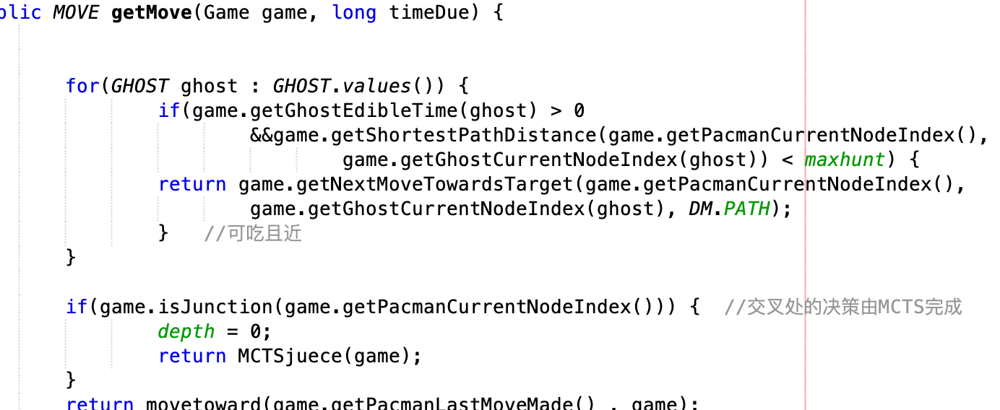 blic MOVE getMove(Game game, long timeDue) {
for(GHOST ghost : GHOST.values()) {
if(game.getGhostEdibleTime(ghost) > 0
&&game.getShortestPathDistance(game.getPacmanCurrentNodeIndex(),
game.getGhostCurrentNodeIndex(ghost)) < maxhunt) {
return game.getNextMoveTowardsTarget(game.getPacmanCurrentNodeIndex(),
game.getGhostCurrentNodeIndex(ghost), DM.PATH);
} //可吃且近
}
if(game.isJunction(game.getPacmanCurrentNodeIndex())) { //交叉处的决策由MCTS完成
depth = 0;
return MCTSjuece(game);
}
return movetoward(game.getPacmanLastMoveMade() , game);